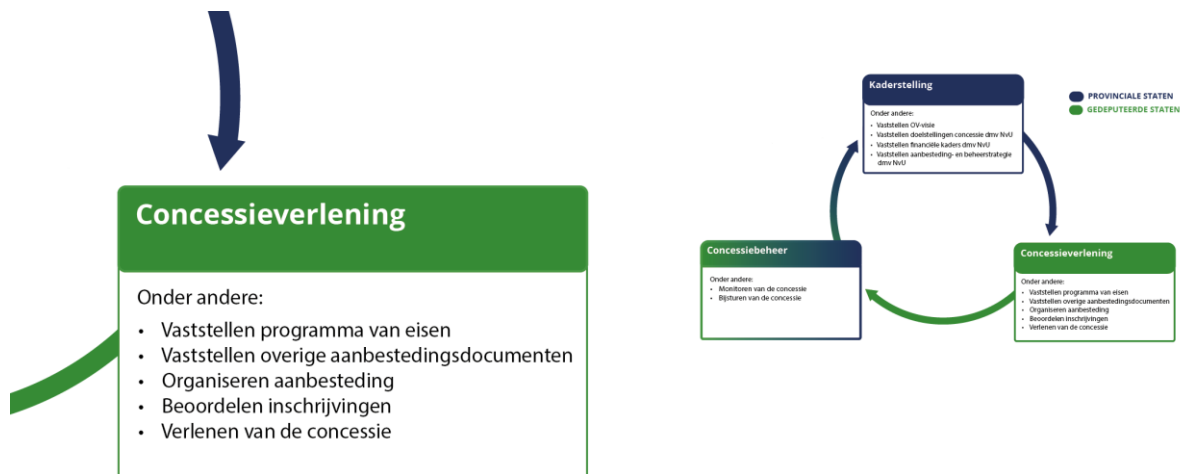 Concessieverlening
Onder andere:
• Vaststellen programma van eisen
• Vaststellen overige aanbestedingsdocumenten
• Organiseren aanbesteding
• Beoordelen inschrijvingen
• Verlenen van de concessie
Kaderstelling
Onder andere:
• Vaststellen OV-visie
• Vaststellen doelstellingen concessie dmv NvU
• Vaststellen financiële kaders dmv NvU
• Vaststellen aanbesteding- en beheerstrategie
dmv NvU
PROVINCIALE STATEN
GEDEPUTEERDE STATEN
Concessiebeheer
Onder andere:
• Monitoren van de concessie
• Bijsturen van de concessie
Concessieverlening
Onder andere:
• Vaststellen programma van eisen
• Vaststellen overige aanbestedingsdocumenten
• Organiseren aanbesteding
• Beoordelen inschrijvingen
• Verlenen van de concessie